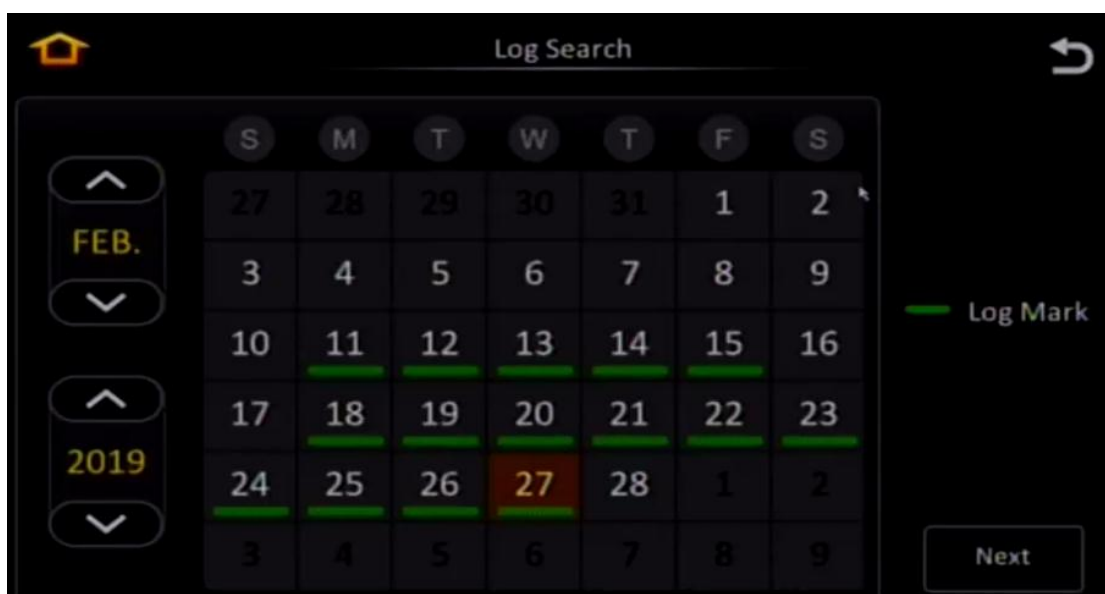 Log Search
S M T W T F S
27 28 29 30 31 1 2
FEB.
3 4 5 6 7 8 9
Log Mark
10 11 12 13 14 15 16
17 18 19 20 21 22 23
2019
24 25 26 27 28 1 2
3 4 5 6 7 8 9
Next